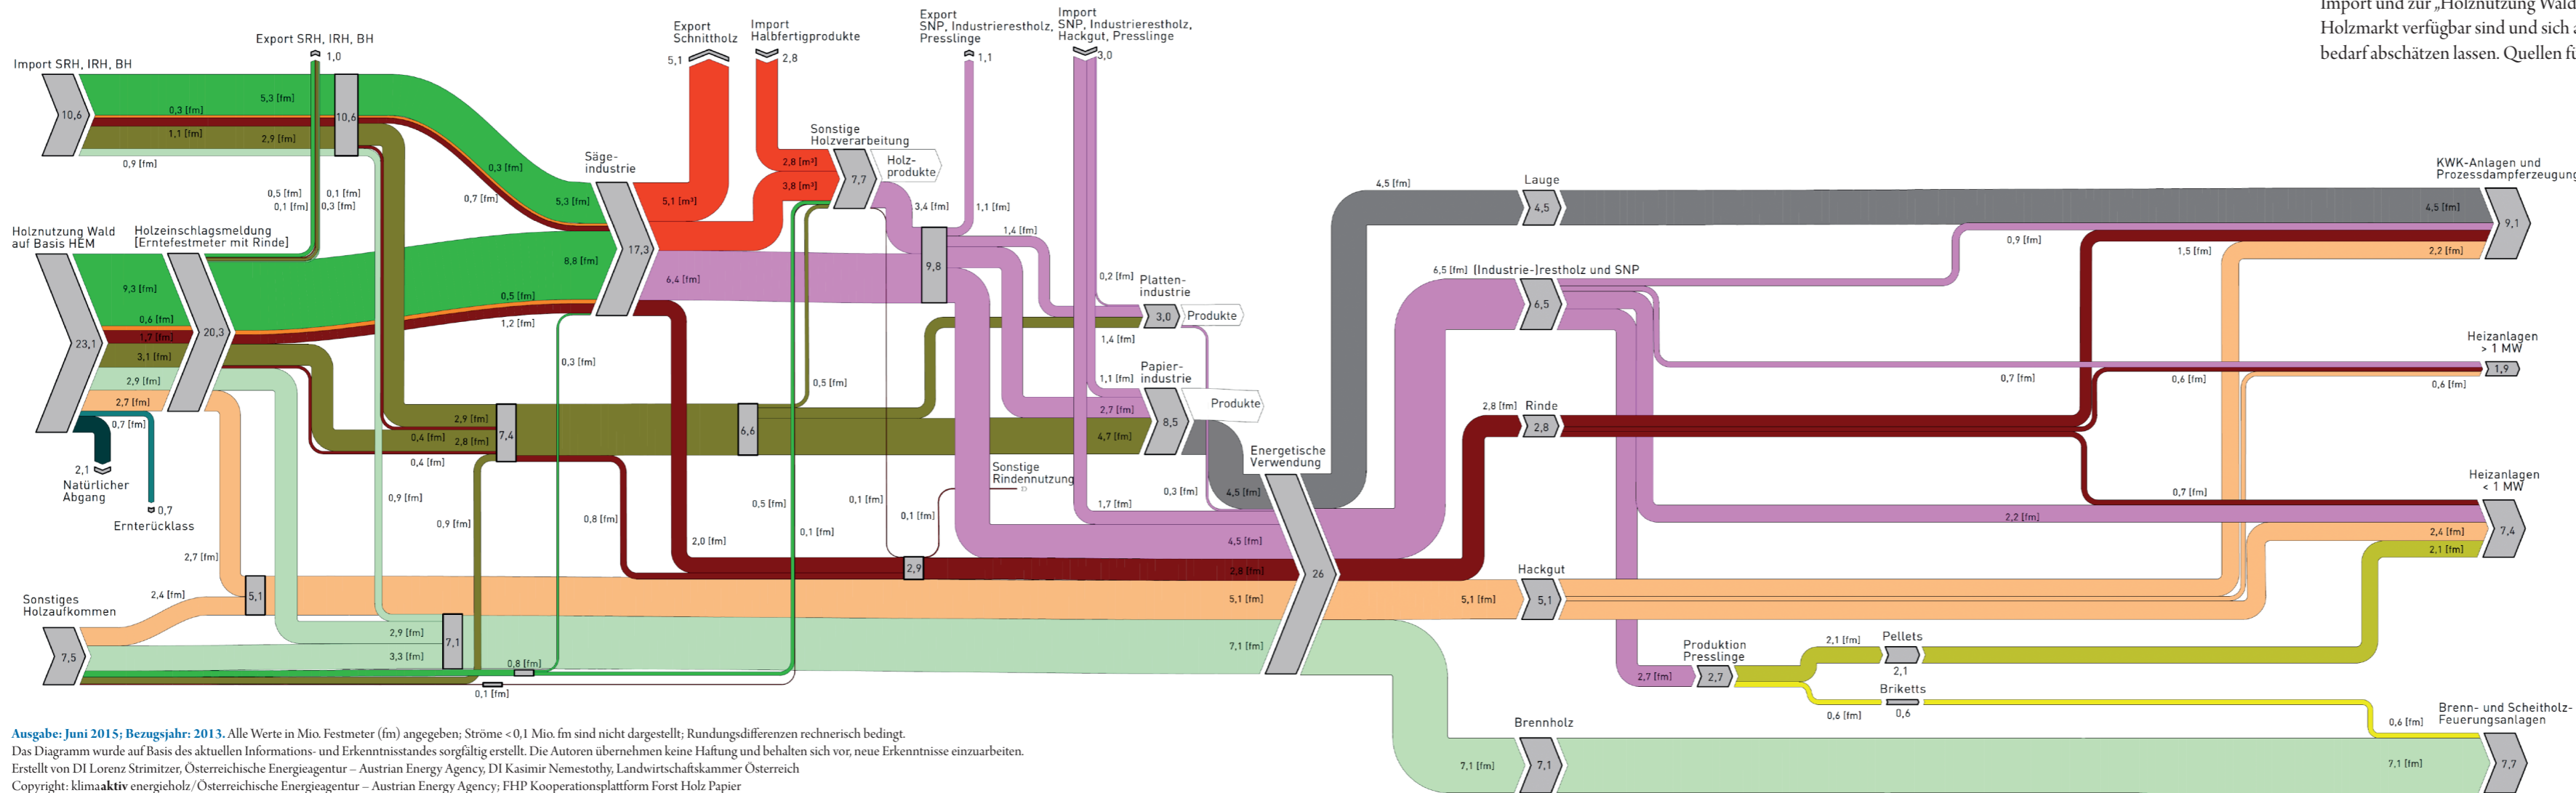 Import und zur „Holznutzung Wald
Holzmarkt verfügbar sind und sich a
bedarf abschätzen lassen. Quellen fü
Export SRH, IRH, BH
1,0
Import SRH, IRH, BH
10,6
5,3 [fm]
0,3 [fm]
1,1 [fm]
2,9 [fm]
0,9 [fm]
10,6
0,5 [fm]
0,1 [fm]
0,1 [fm]
0,3 [fm]
0,3 [fm]
0,7 [fm]
Holznutzung Wald
auf Basis HEM
23,1
Holzeinschlagsmeldung
[Erntefestmeter mit Rinde]
20,3
9,3 [fm]
0,6 [fm]
1,7 [fm]
3,1 [fm]
2,9 [fm]
2,7 [fm]
0,7 [fm]
2,1
Natürlicher
Abgang
0,7
Ernterücklass
2,7 [fm]
Sonstiges
Holzaufkommen
7,5
2,4 [fm]
5,1
2,9 [fm]
3,3 [fm]
7,1
0,9 [fm]
0,9 [fm]
0,8 [fm]
0,1 [fm]
2,9 [fm]
0,4 [fm]
2,8 [fm]
0,4 [fm]
7,4
0,3 [fm]
0,8 [fm]
Säge-
industrie
17,3
5,3 [fm]
8,8 [fm]
0,5 [fm]
1,2 [fm]
Export
Schnittholz
5,1
5,1 [m³]
Import
Halbfertigprodukte
2,8
2,8 [m³]
3,8 [m³]
6,4 [fm]
2,0 [fm]
6,6
0,5 [fm]
0,5 [fm]
0,1 [fm]
0,1 [fm]
0,1 [fm]
2,9
Sonstige
Holzverarbeitung
7,7
Holz-
produkte
3,4 [fm]
9,8
Export
SNP, Industrierestholz,
Presslinge
1,1
1,1 [fm]
1,4 [fm]
Import
SNP, Industrierestholz,
Hackgut, Presslinge
3,0
0,2 [fm]
Platten-
industrie
3,0
Produkte
1,4 [fm]
1,1 [fm]
Papier-
industrie
8,5
Produkte
2,7 [fm]
4,7 [fm]
Sonstige
Rindennutzung
0,3 [fm]
1,7 [fm]
Energetische
Verwendung
26
4,5 [fm]
4,5 [fm]
2,8 [fm]
5,1 [fm]
7,1 [fm]
4,5 [fm]
Lauge
4,5
6,5 [fm]
(Industrie-)restholz und SNP
6,5
2,8 [fm]
Rinde
2,8
5,1 [fm]
Hackgut
5,1
2,7 [fm]
Produktion
Presslinge
2,7
2,1 [fm]
Pellets
2,1
0,6 [fm]
Briketts
0,6
7,1 [fm]
Brennholz
7,1
KWK-Anlagen und
Prozessdampferzeugung
9,1
4,5 [fm]
0,9 [fm]
1,5 [fm]
2,2 [fm]
Heizanlagen
> 1 MW
1,9
0,7 [fm]
0,6 [fm]
0,6 [fm]
Heizanlagen
< 1 MW
7,4
0,7 [fm]
2,2 [fm]
2,4 [fm]
2,1 [fm]
Brenn- und Scheitholz-
Feuerungsanlagen
7,7
0,6 [fm]
7,1 [fm]
Ausgabe: Juni 2015; Bezugsjahr: 2013. Alle Werte in Mio. Festmeter (fm) angegeben; Ströme < 0,1 Mio. fm sind nicht dargestellt; Rundungsdifferenzen rechnerisch bedingt.
Das Diagramm wurde auf Basis des aktuellen Informations- und Erkenntnisstandes sorgfältig erstellt. Die Autoren übernehmen keine Haftung und behalten sich vor, neue Erkenntnisse einzuarbeiten.
Erstellt von DI Lorenz Strimitzer, Österreichische Energieagentur – Austrian Energy Agency, DI Kasimir Nemestothy, Landwirtschaftskammer Österreich
Copyright: klimaaktiv energieholz/Österreichische Energieagentur – Austrian Energy Agency; FHP Kooperationsplattform Forst Holz Papier